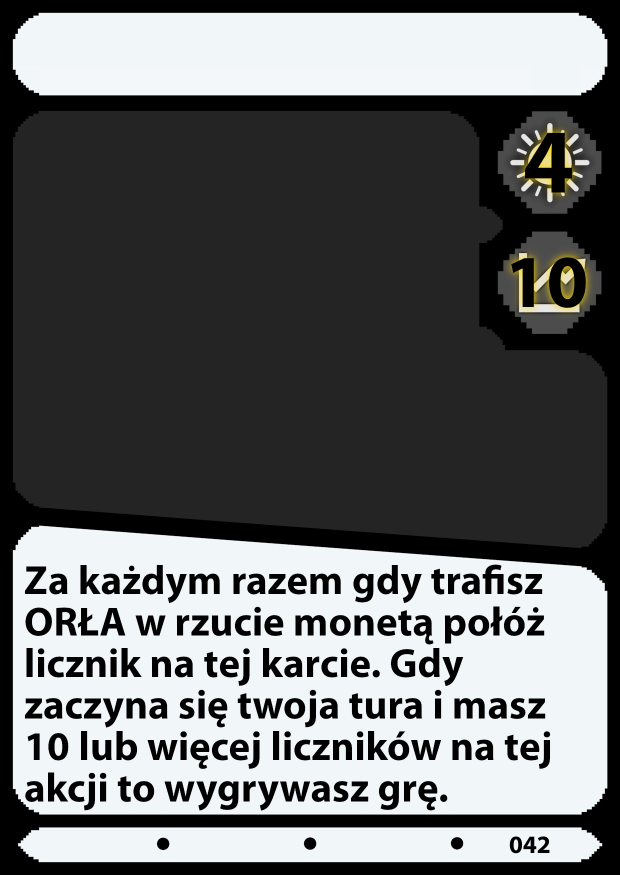 4
10
Za każdym razem gdy trafisz
ORŁA w rzucie monetą połóż
licznik na tej karcie. Gdy
zaczyna się twoja tura i masz
10 lub więcej liczników na tej
akcji to wygrywasz grę.
• • • 042